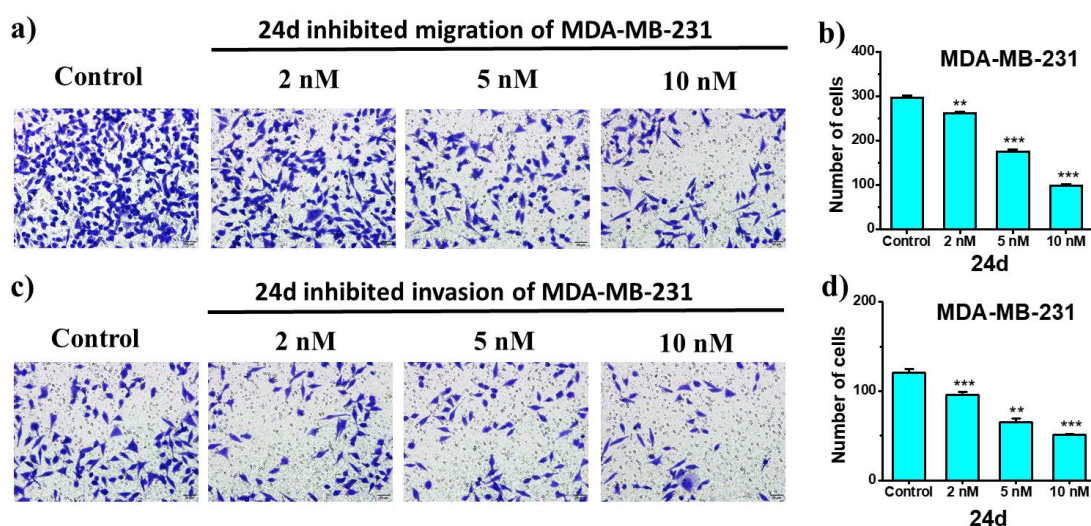 a)
24d inhibited migration of MDA-MB-231
Control
2 nM
5 nM
10 nM
b)
MDA-MB-231
Number of cells
400
300
200
100
0
**
***
***
Control
2 nM
5 nM
10 nM
24d
c)
24d inhibited invasion of MDA-MB-231
Control
2 nM
5 nM
10 nM
d)
MDA-MB-231
Number of cells
200
100
0
***
**
***
Control
2 nM
5 nM
10 nM
24d